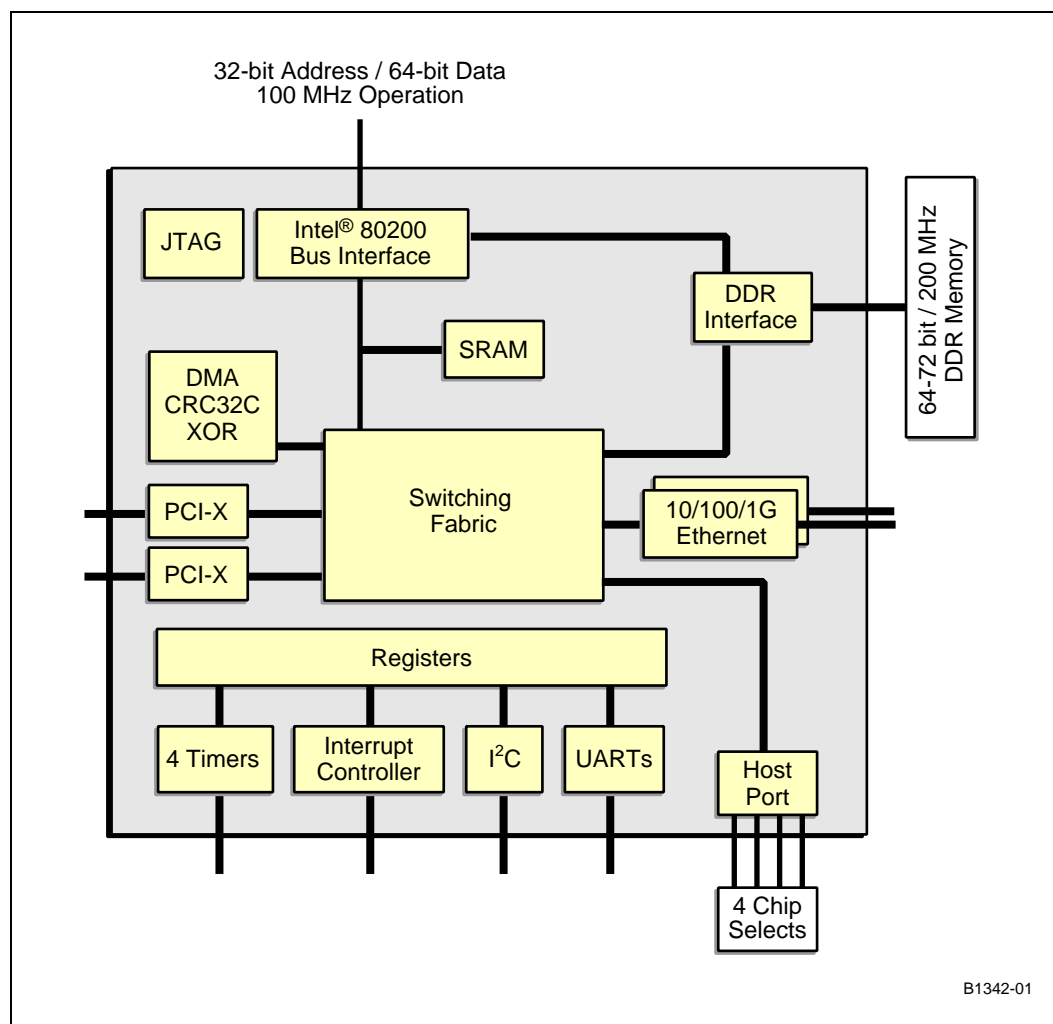 32-bit Address / 64-bit Data
100 MHz Operation
JTAG
Intel® 80200
Bus Interface
DDR
Interface
64-72 bit / 200 MHz
DDR Memory
SRAM
DMA
CRC32C
XOR
Switching
Fabric
PCI-X
10/100/1G
Ethernet
PCI-X
Registers
4 Timers
Interrupt
Controller
I²C
UARTs
Host
Port
4 Chip
Selects
B1342-01